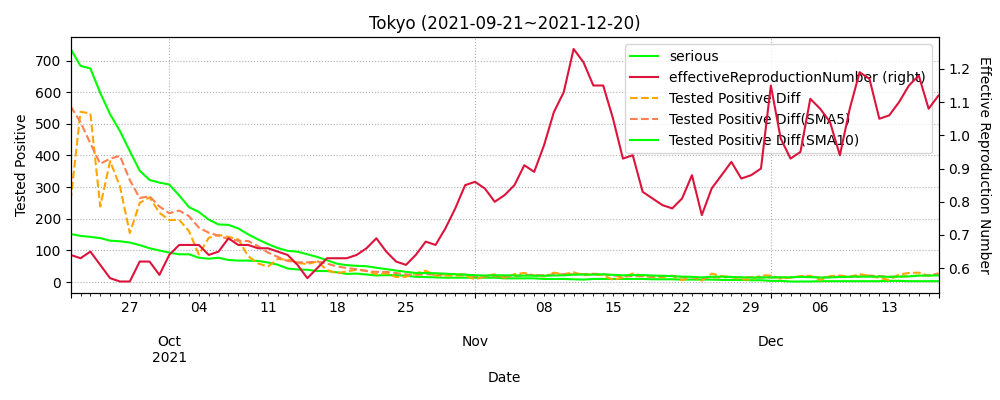 Tokyo (2021-09-21~2021-12-20)
serious
effectiveReproductionNumber (right)
Tested Positive Diff
Tested Positive Diff(SMA5)
Tested Positive Diff(SMA10)
Tested Positive
700
600
500
400
300
200
100
0
1.2
1.1
1.0
0.9
0.8
0.7
0.6
Effective Reproduction Number
27 04 11 18 25 08 15 22 29 06 13
Oct Nov Dec
2021
Date